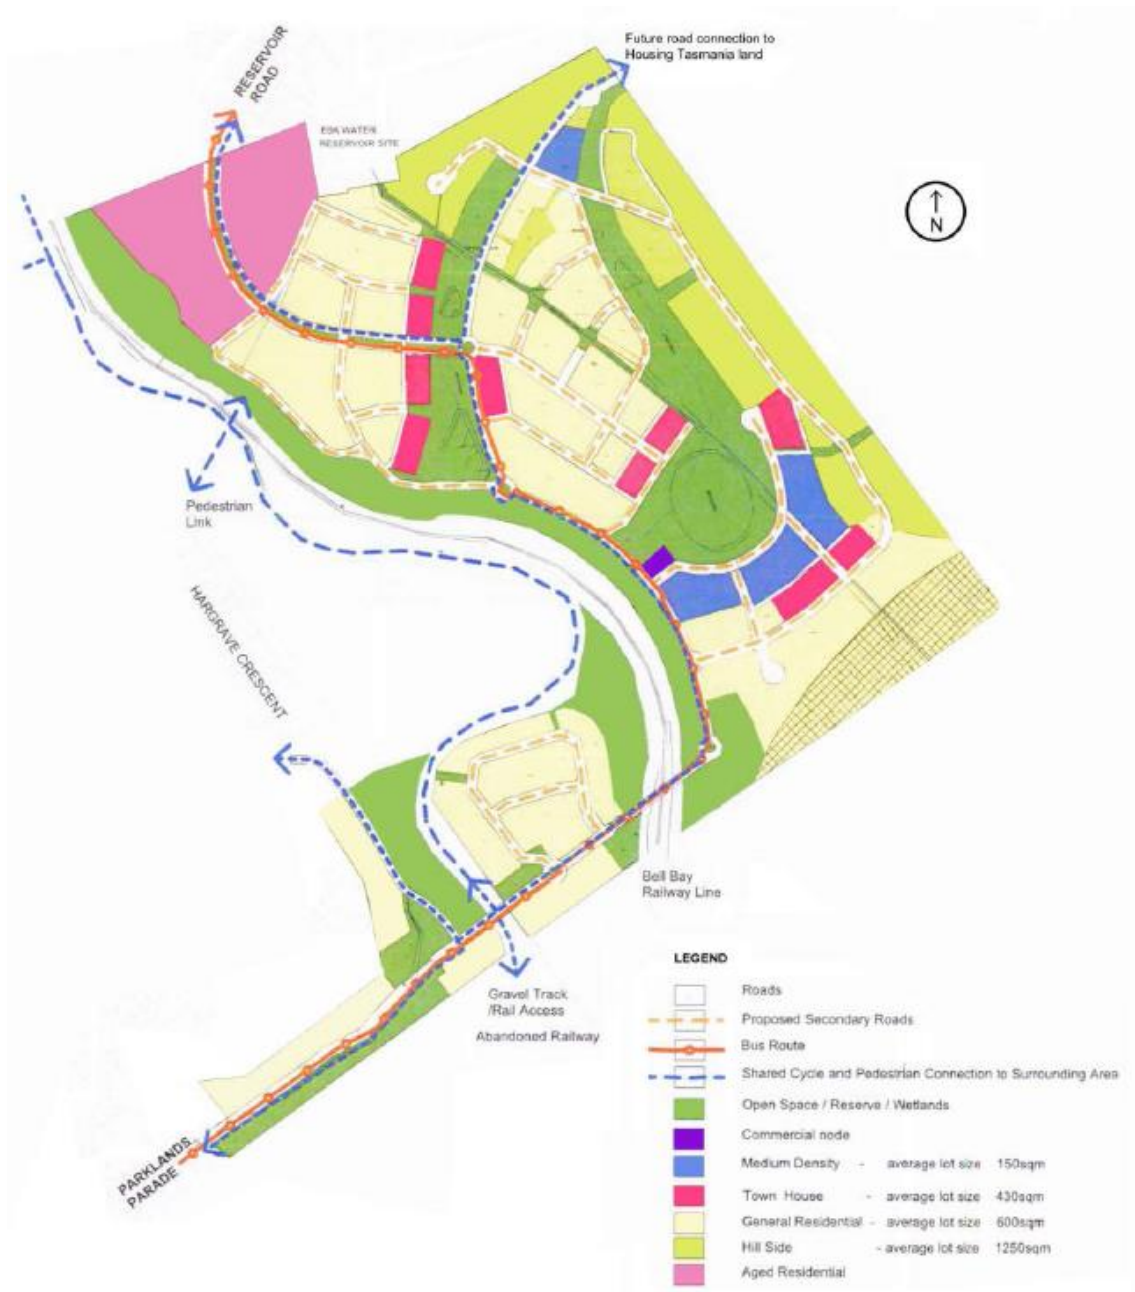 Future road connection to
Housing Tasmania land
RESERVOIR
ROAD
ESK WATER
RESERVOIR SITE
N
Pedestrian
Link
HARGRAVE CRESCENT
Bell Bay
Railway Line
Gravel Track
/Rail Access
Abandoned Railway
PARKLANDS
PARADE
LEGEND
Roads
Proposed Secondary Roads
Bus Route
Shared Cycle and Pedestrian Connection to Surrounding Area
Open Space / Reserve / Wetlands
Commercial node
Medium Density - average lot size 150sqm
Town House - average lot size 430sqm
General Residential - average lot size 600sqm
Hill Side - average lot size 1250sqm
Aged Residential